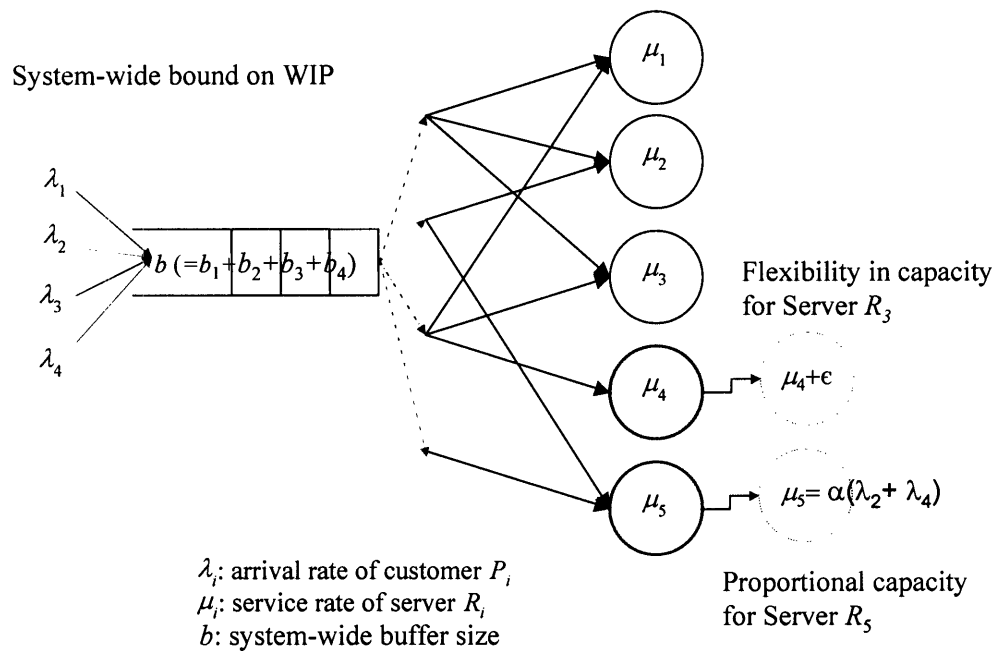 System-wide bound on WIP
λ₁
λ₂
λ₃
λ₄
b (=b₁+b₂+b₃+b₄)
μ₁
μ₂
μ₃
μ₄
μ₅
Flexibility in capacity
for Server R₃
μ₄+ϵ
μ₅= α(λ₂+ λ₄)
Proportional capacity
for Server R₅
λᵢ: arrival rate of customer Pᵢ
μᵢ: service rate of server Rᵢ
b: system-wide buffer size